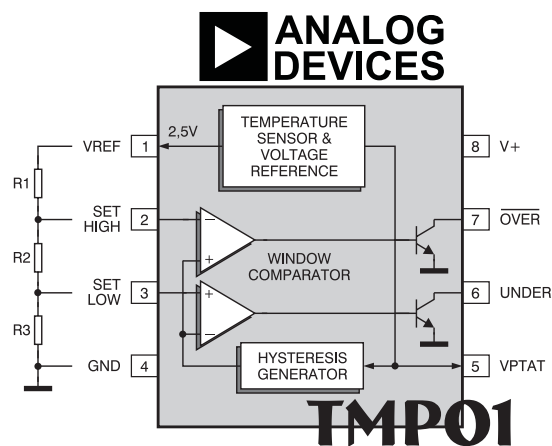 ANALOG
DEVICES
TEMPERATURE
SENSOR &
VOLTAGE
REFERENCE
2,5V
VREF 1
8 V+
R1
SET
HIGH 2
7 OVER
R2
WINDOW
COMPARATOR
SET
LOW 3
6 UNDER
R3
GND 4
HYSTERESIS
GENERATOR
5 VPTAT
TMP01